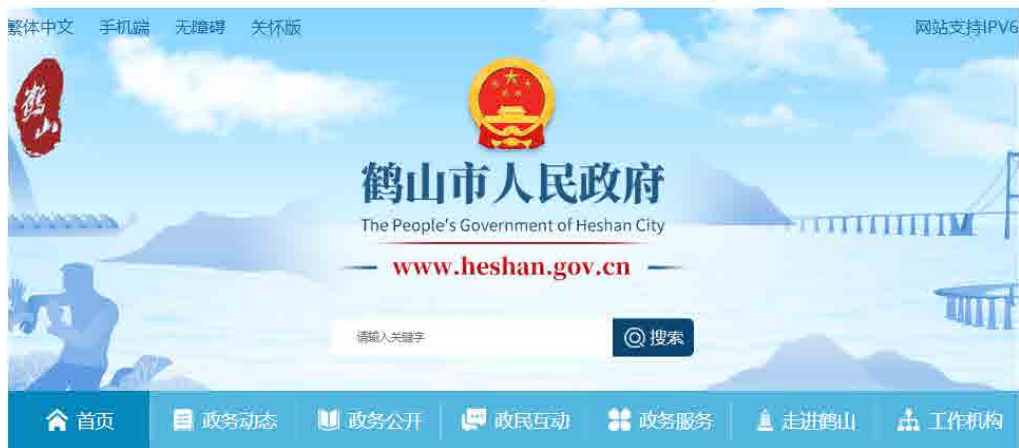 繁体中文 手机端 无障碍 关怀版 网站支持IPV6
鹤山
鹤山市人民政府
The People's Government of Heshan City
www.heshan.gov.cn
请输入关键字 搜索
首页 政务动态 政务公开 政民互动 政务服务 走进鹤山 工作机构